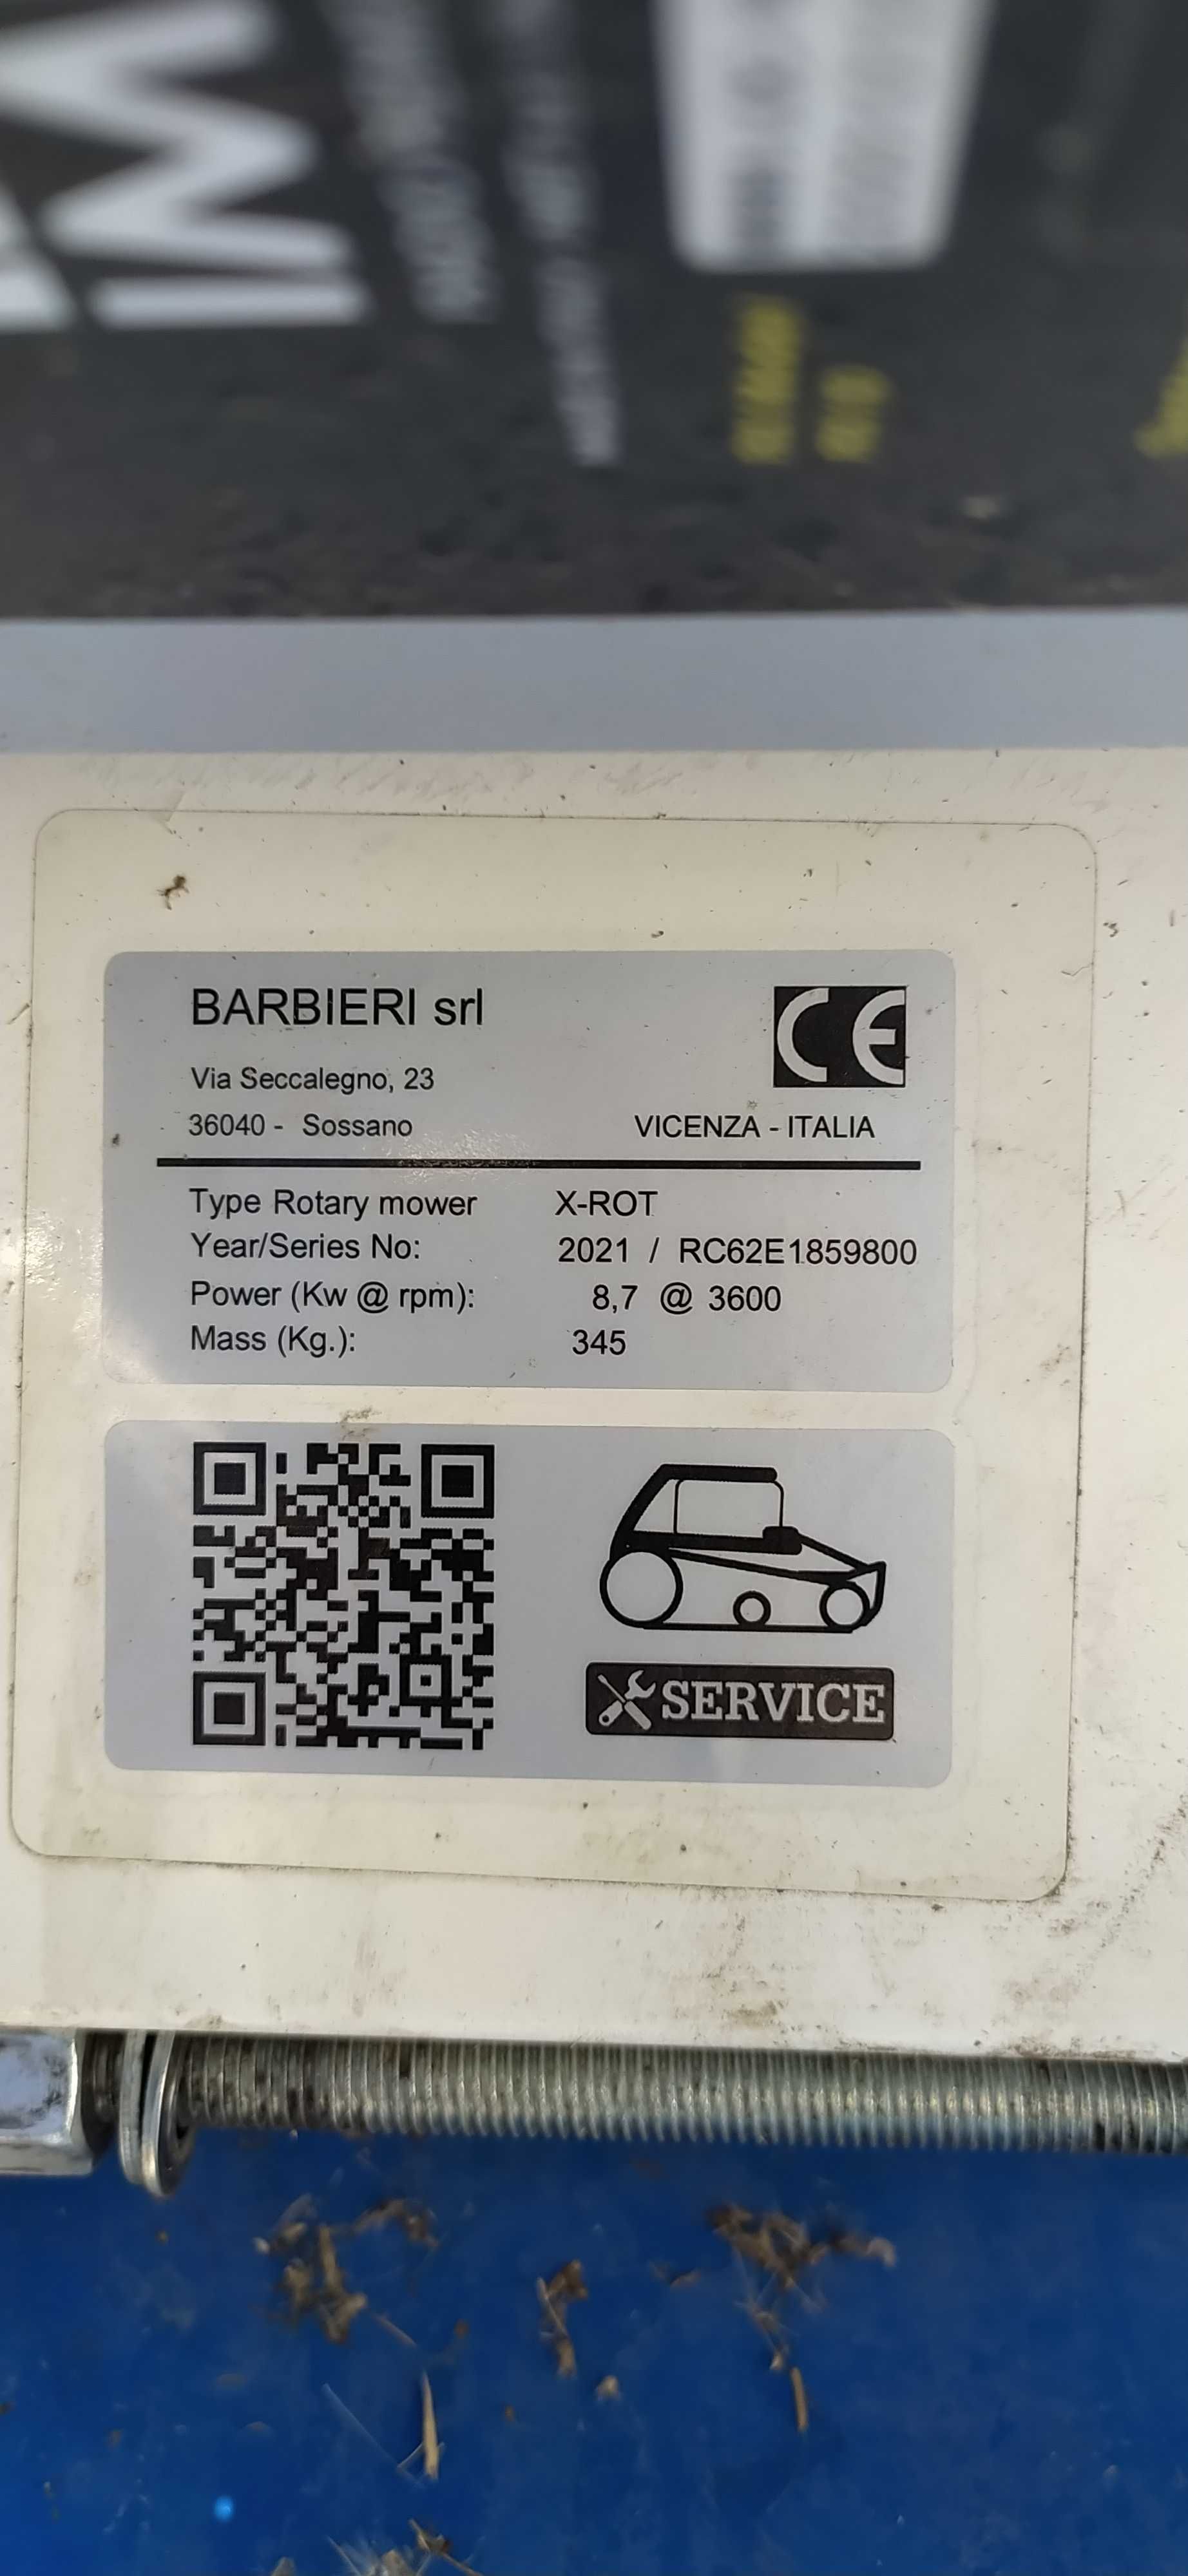 BARBIERI srl
CE
Via Seccalegno, 23
36040 - Sossano VICENZA - ITALIA
Type Rotary mower X-ROT
Year/Series No: 2021 / RC62E1859800
Power (Kw @ rpm): 8,7 @ 3600
Mass (Kg.): 345
SERVICE